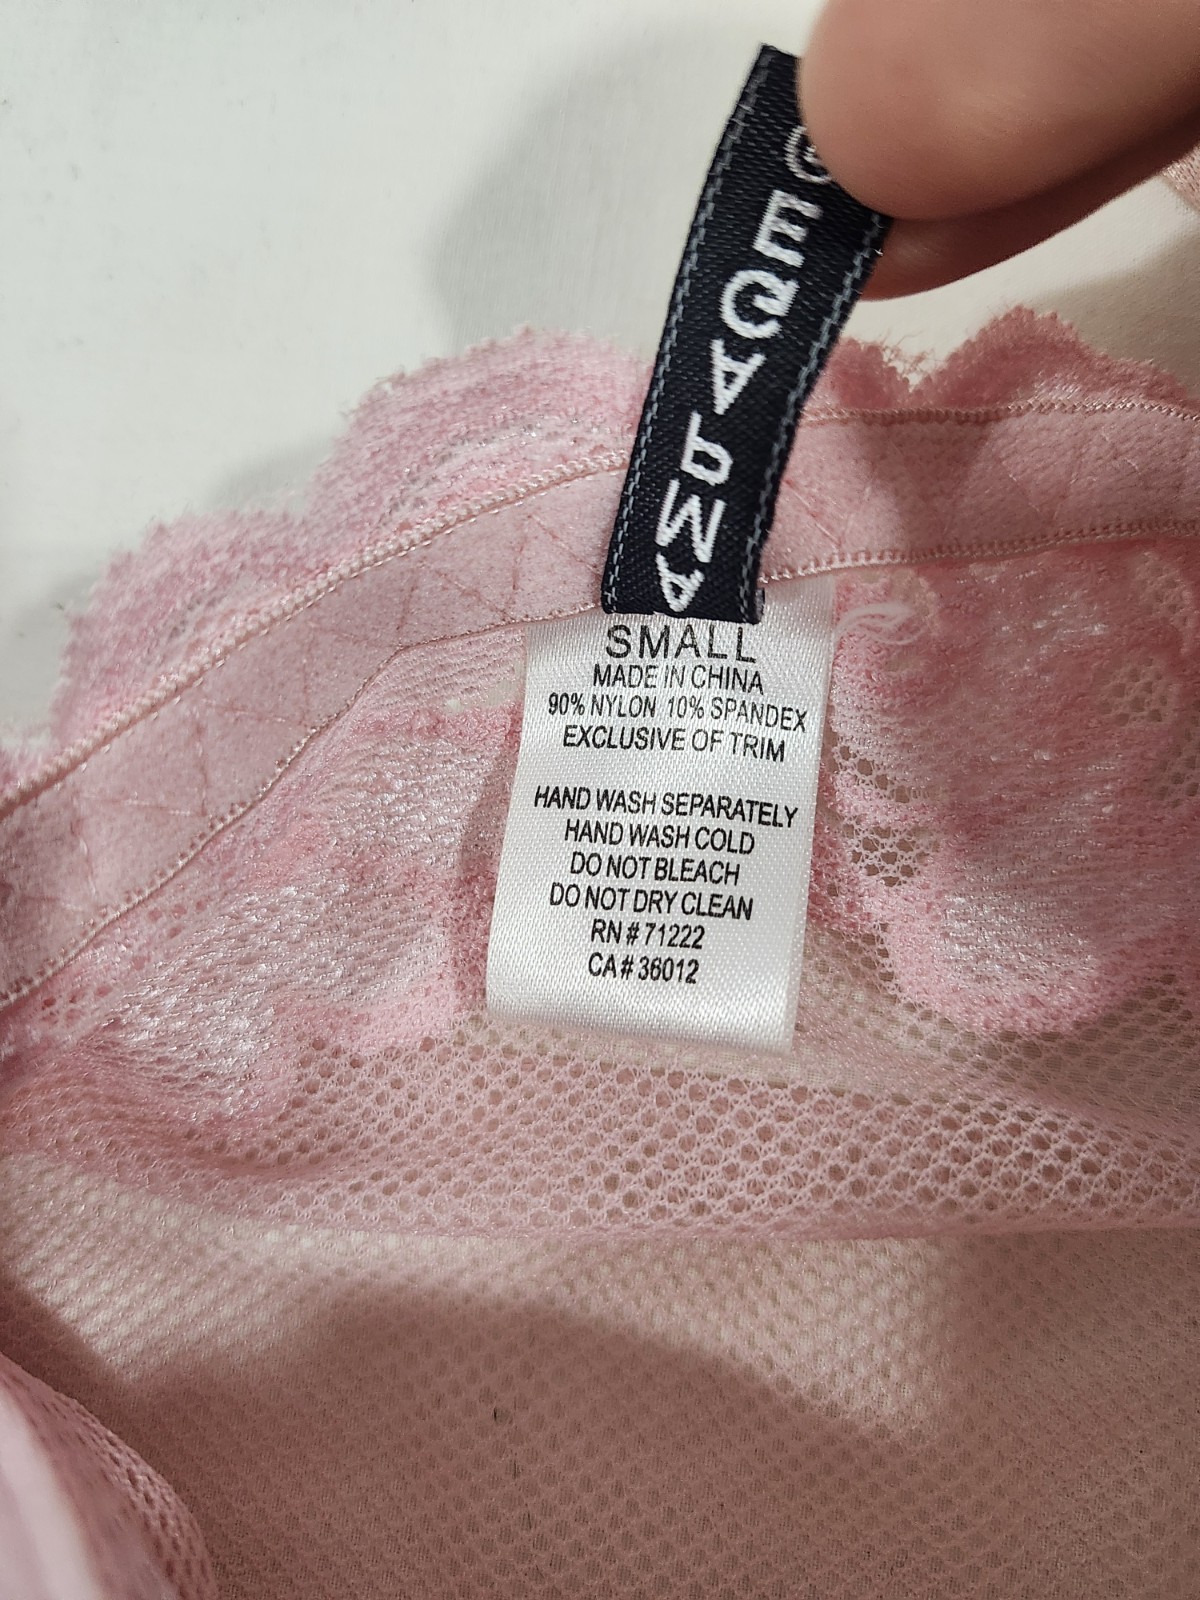 SMALL
MADE IN CHINA
90% NYLON 10% SPANDEX
EXCLUSIVE OF TRIM
HAND WASH SEPARATELY
HAND WASH COLD
DO NOT BLEACH
DO NOT DRY CLEAN
RN # 71222
CA # 36012